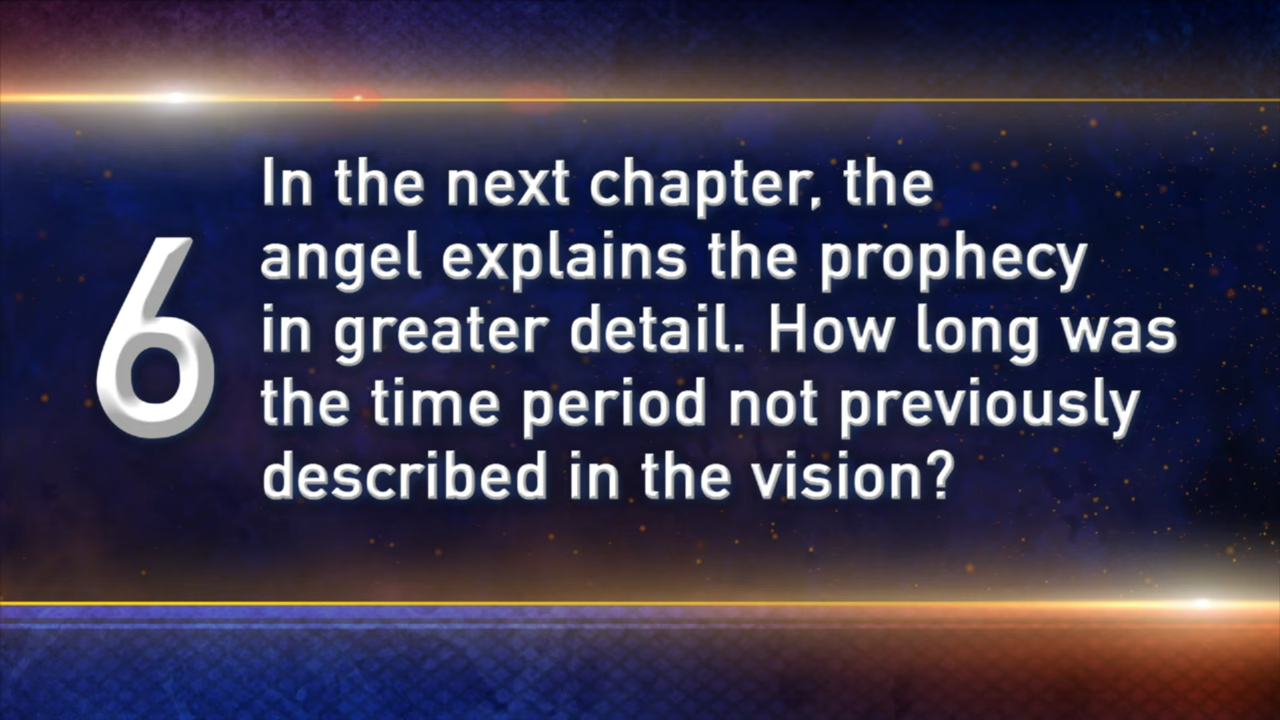 6
In the next chapter, the
angel explains the prophecy
in greater detail. How long was
the time period not previously
described in the vision?